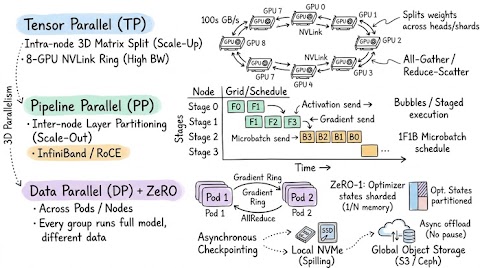 3D Parallelism
Tensor Parallel (TP)
Intra-node 3D Matrix Split (Scale-Up)
• 8-GPU NVLink Ring (High BW)
100s GB/s
GPU 7
GPU 0
GPU 1
GPU 2
GPU 3
GPU 4
GPU 7
GPU 8
NVLink
NVLink
Splits weights
across heads/shards
All-Gather /
Reduce-Scatter
Pipeline Parallel (PP)
• Inter-node Layer Partitioning
(Scale-Out)
• InfiniBand / RoCE
Node
Grid/Schedule
Stages
Stage 0
F0 F1
Activation send
Stage 1
F1 F2 F3
Gradient send
Stage 2
Microbatch send
B3 B2 B1 B0
Stage 3
Time
Bubbles / Staged
execution
1F1B Microbatch
schedule
Data Parallel (DP) + ZeRO
• Across Pods / Nodes
• Every group runs full model,
different data
Gradient Ring
Pod 1
Pod 1
Gradient
Ring
Pod 2
Pod 2
AllReduce
ZeRO-1: Optimizer
states sharded
(1/N memory)
Opt. States
partitioned
Asynchronous
Checkpointing
SSD
Local NVMe
(Spilling)
Async offload
(No pause)
Global Object Storage
(S3 / Ceph)